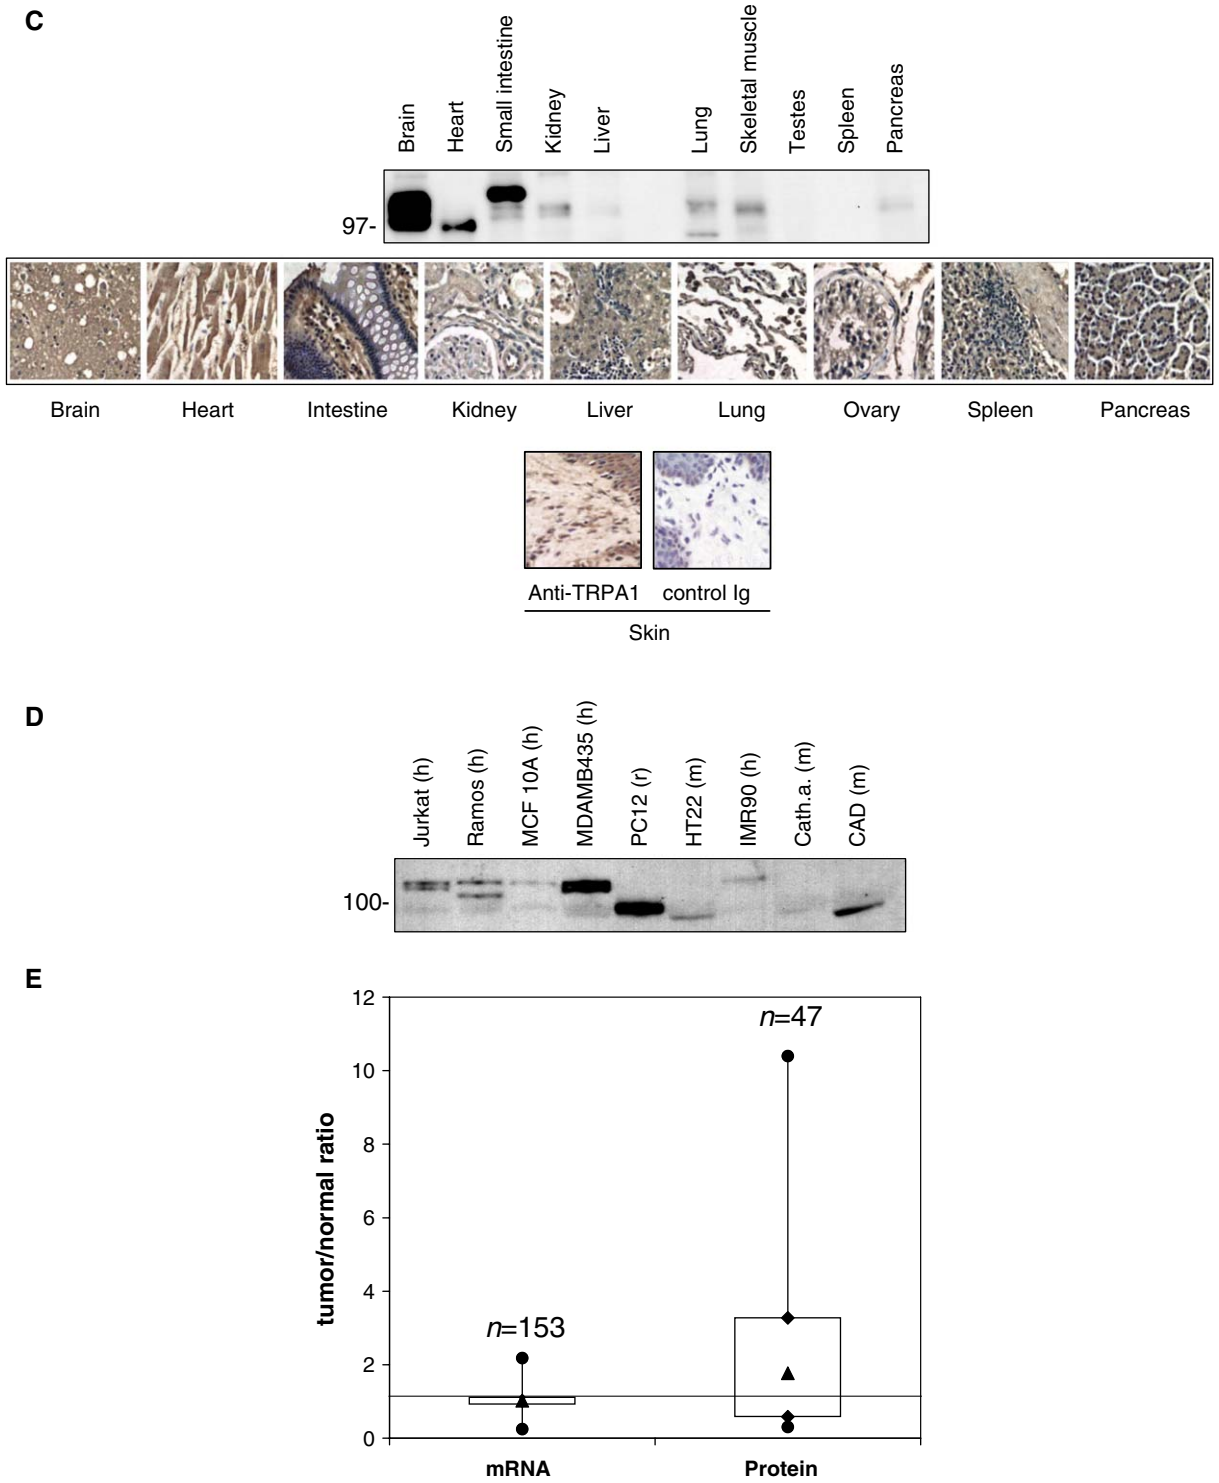 C
Brain
Heart
Small intestine
Kidney
Liver
Lung
Skeletal muscle
Testes
Spleen
Pancreas
97-
Brain Heart Intestine Kidney Liver Lung Ovary Spleen Pancreas
Anti-TRPA1 control Ig
Skin
D
Jurkat (h)
Ramos (h)
MCF 10A (h)
MDAMB435 (h)
PC12 (r)
HT22 (m)
IMR90 (h)
Cath.a. (m)
CAD (m)
100-
E
tumor/normal ratio
12
10
8
6
4
2
0
n=47
n=153
mRNA Protein